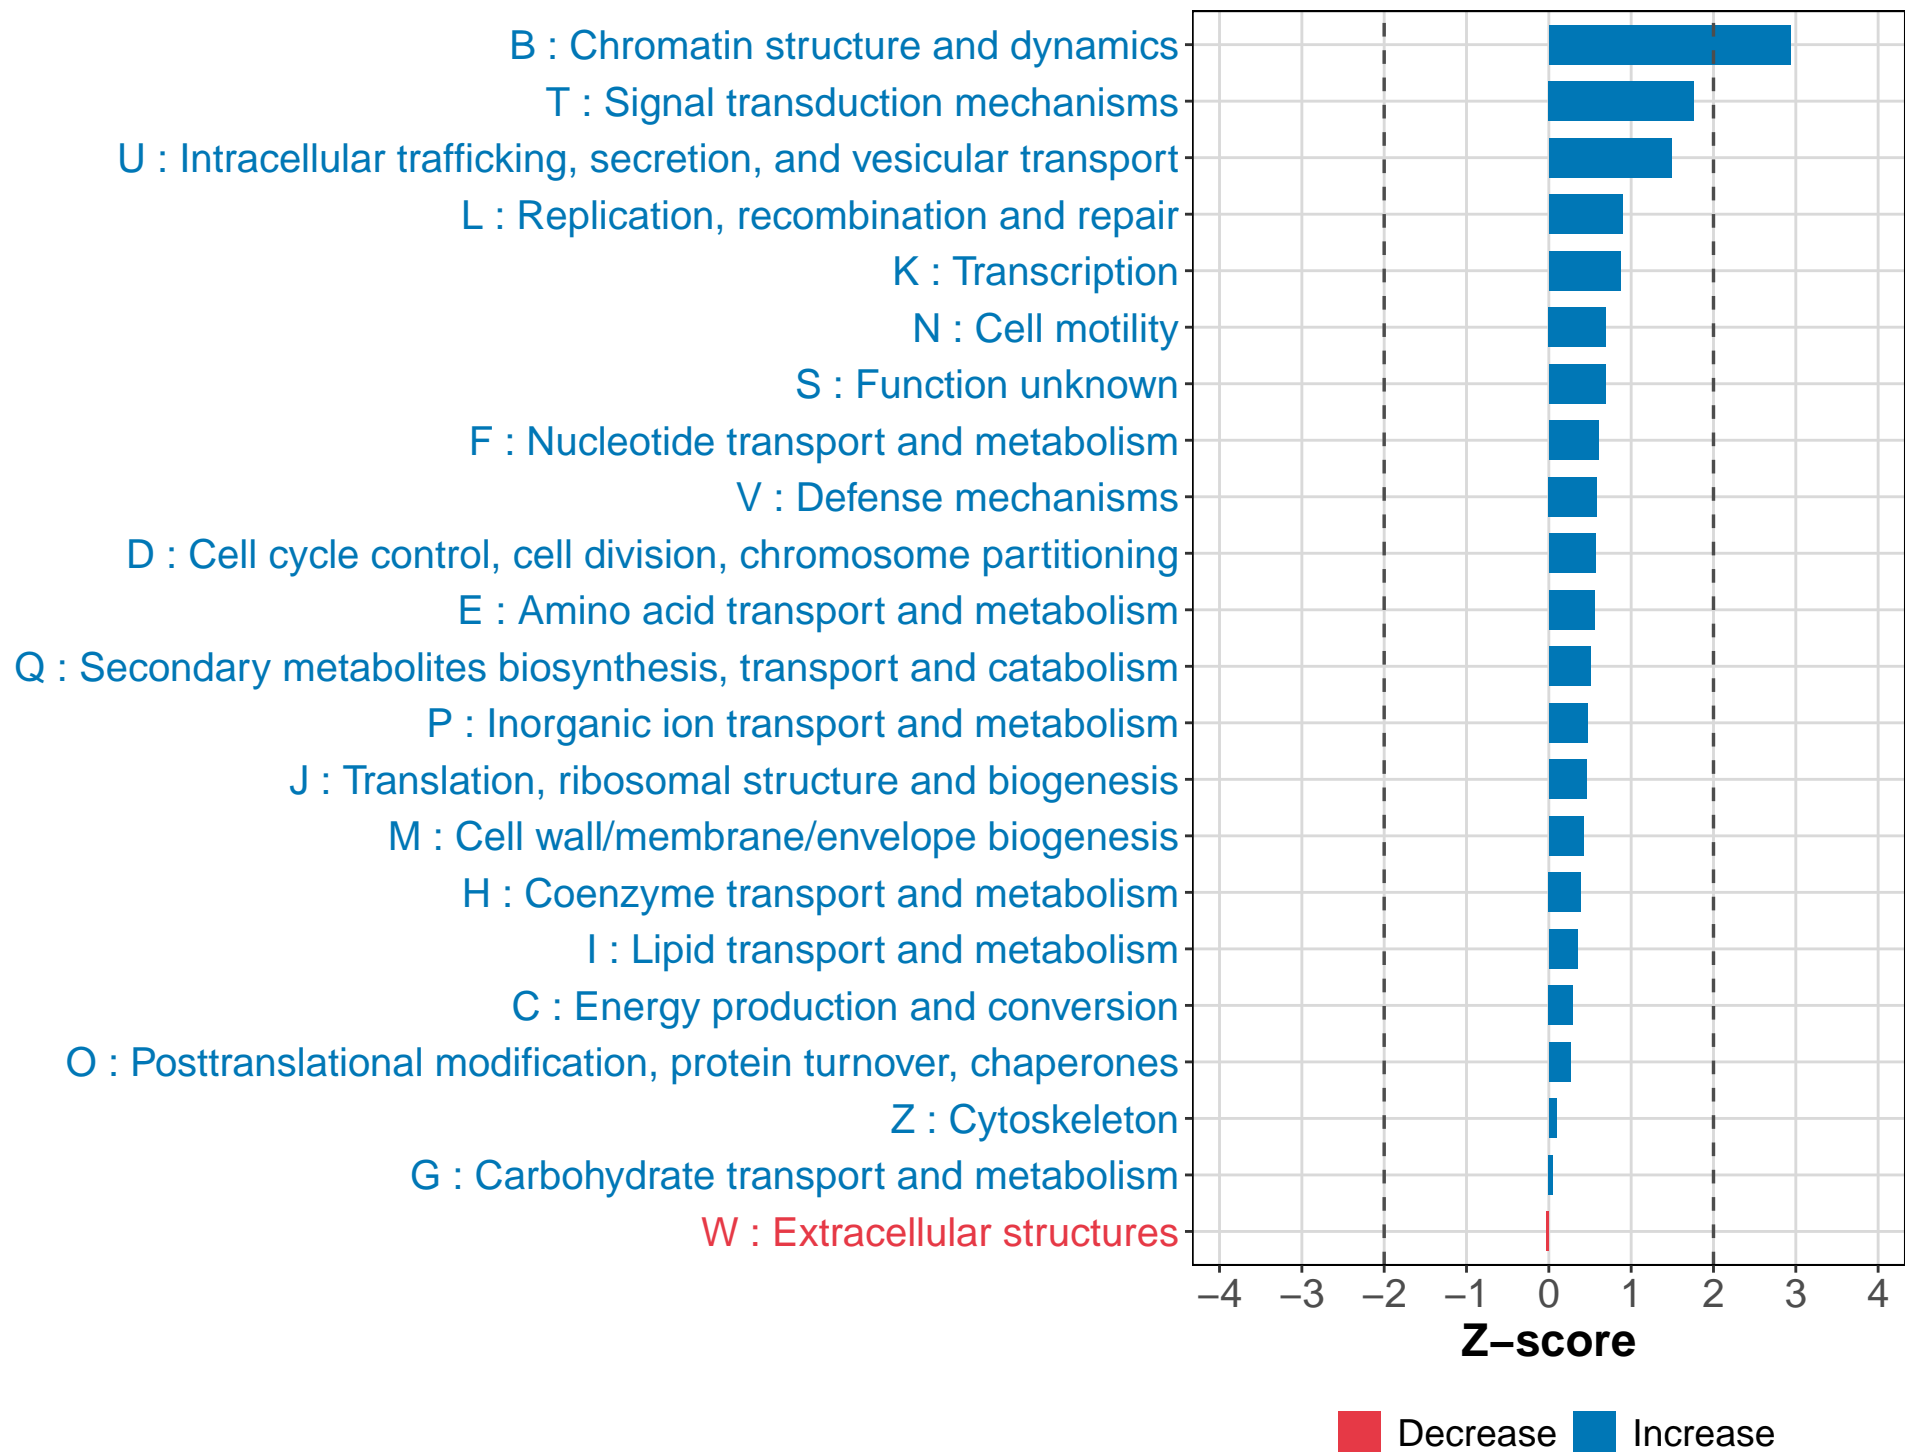 B : Chromatin structure and dynamics
T : Signal transduction mechanisms
U : Intracellular trafficking, secretion, and vesicular transport
L : Replication, recombination and repair
K : Transcription
N : Cell motility
S : Function unknown
F : Nucleotide transport and metabolism
V : Defense mechanisms
D : Cell cycle control, cell division, chromosome partitioning
E : Amino acid transport and metabolism
Q : Secondary metabolites biosynthesis, transport and catabolism
P : Inorganic ion transport and metabolism
J : Translation, ribosomal structure and biogenesis
M : Cell wall/membrane/envelope biogenesis
H : Coenzyme transport and metabolism
I : Lipid transport and metabolism
C : Energy production and conversion
O : Posttranslational modification, protein turnover, chaperones
Z : Cytoskeleton
G : Carbohydrate transport and metabolism
W : Extracellular structures
−4 −3 −2 −1 0 1 2 3 4
Z−score
Decrease Increase